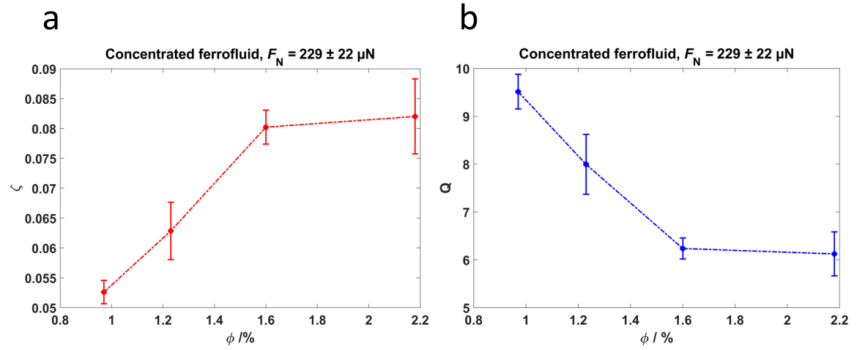 a
Concentrated ferrofluid, F_N = 229 ± 22 µN
0.09
0.085
0.08
0.075
0.07
0.065
0.06
0.055
0.05
ζ
0.8 1 1.2 1.4 1.6 1.8 2 2.2
ϕ /%
b
Concentrated ferrofluid, F_N = 229 ± 22 µN
10
9
8
7
6
5
Q
0.8 1 1.2 1.4 1.6 1.8 2 2.2
ϕ / %